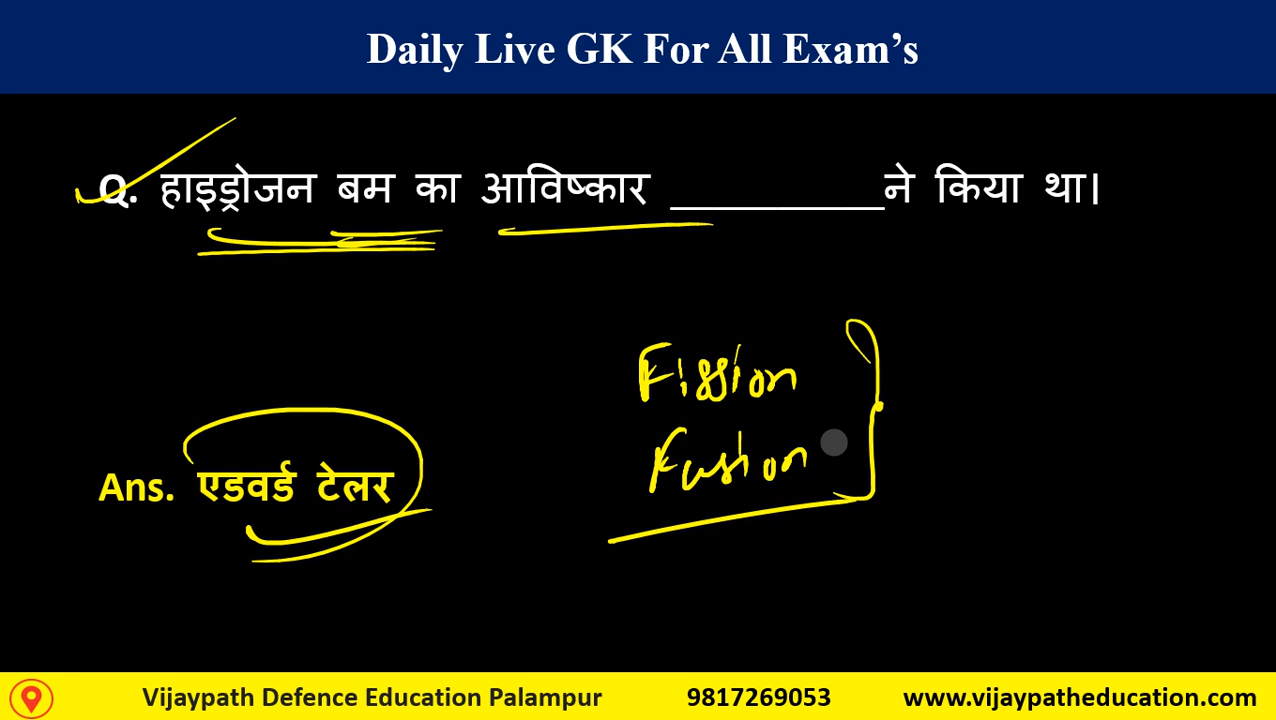 Daily Live GK For All Exam’s
Q. हाइड्रोजन बम का आविष्कार __________ने किया था।
Fission
Fusion
Ans. एडवर्ड टेलर
Vijaypath Defence Education Palampur 9817269053 www.vijaypatheducation.com